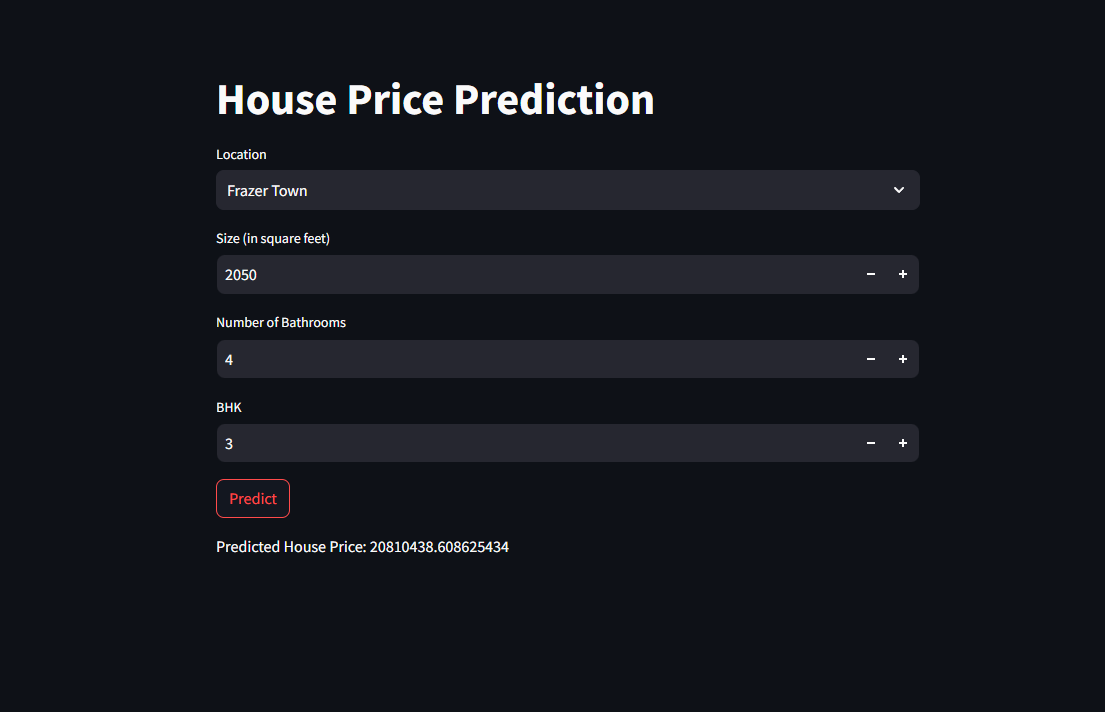 House Price Prediction
Location
Frazer Town
Size (in square feet)
2050
Number of Bathrooms
4
BHK
3
Predict
Predicted House Price: 20810438.608625434